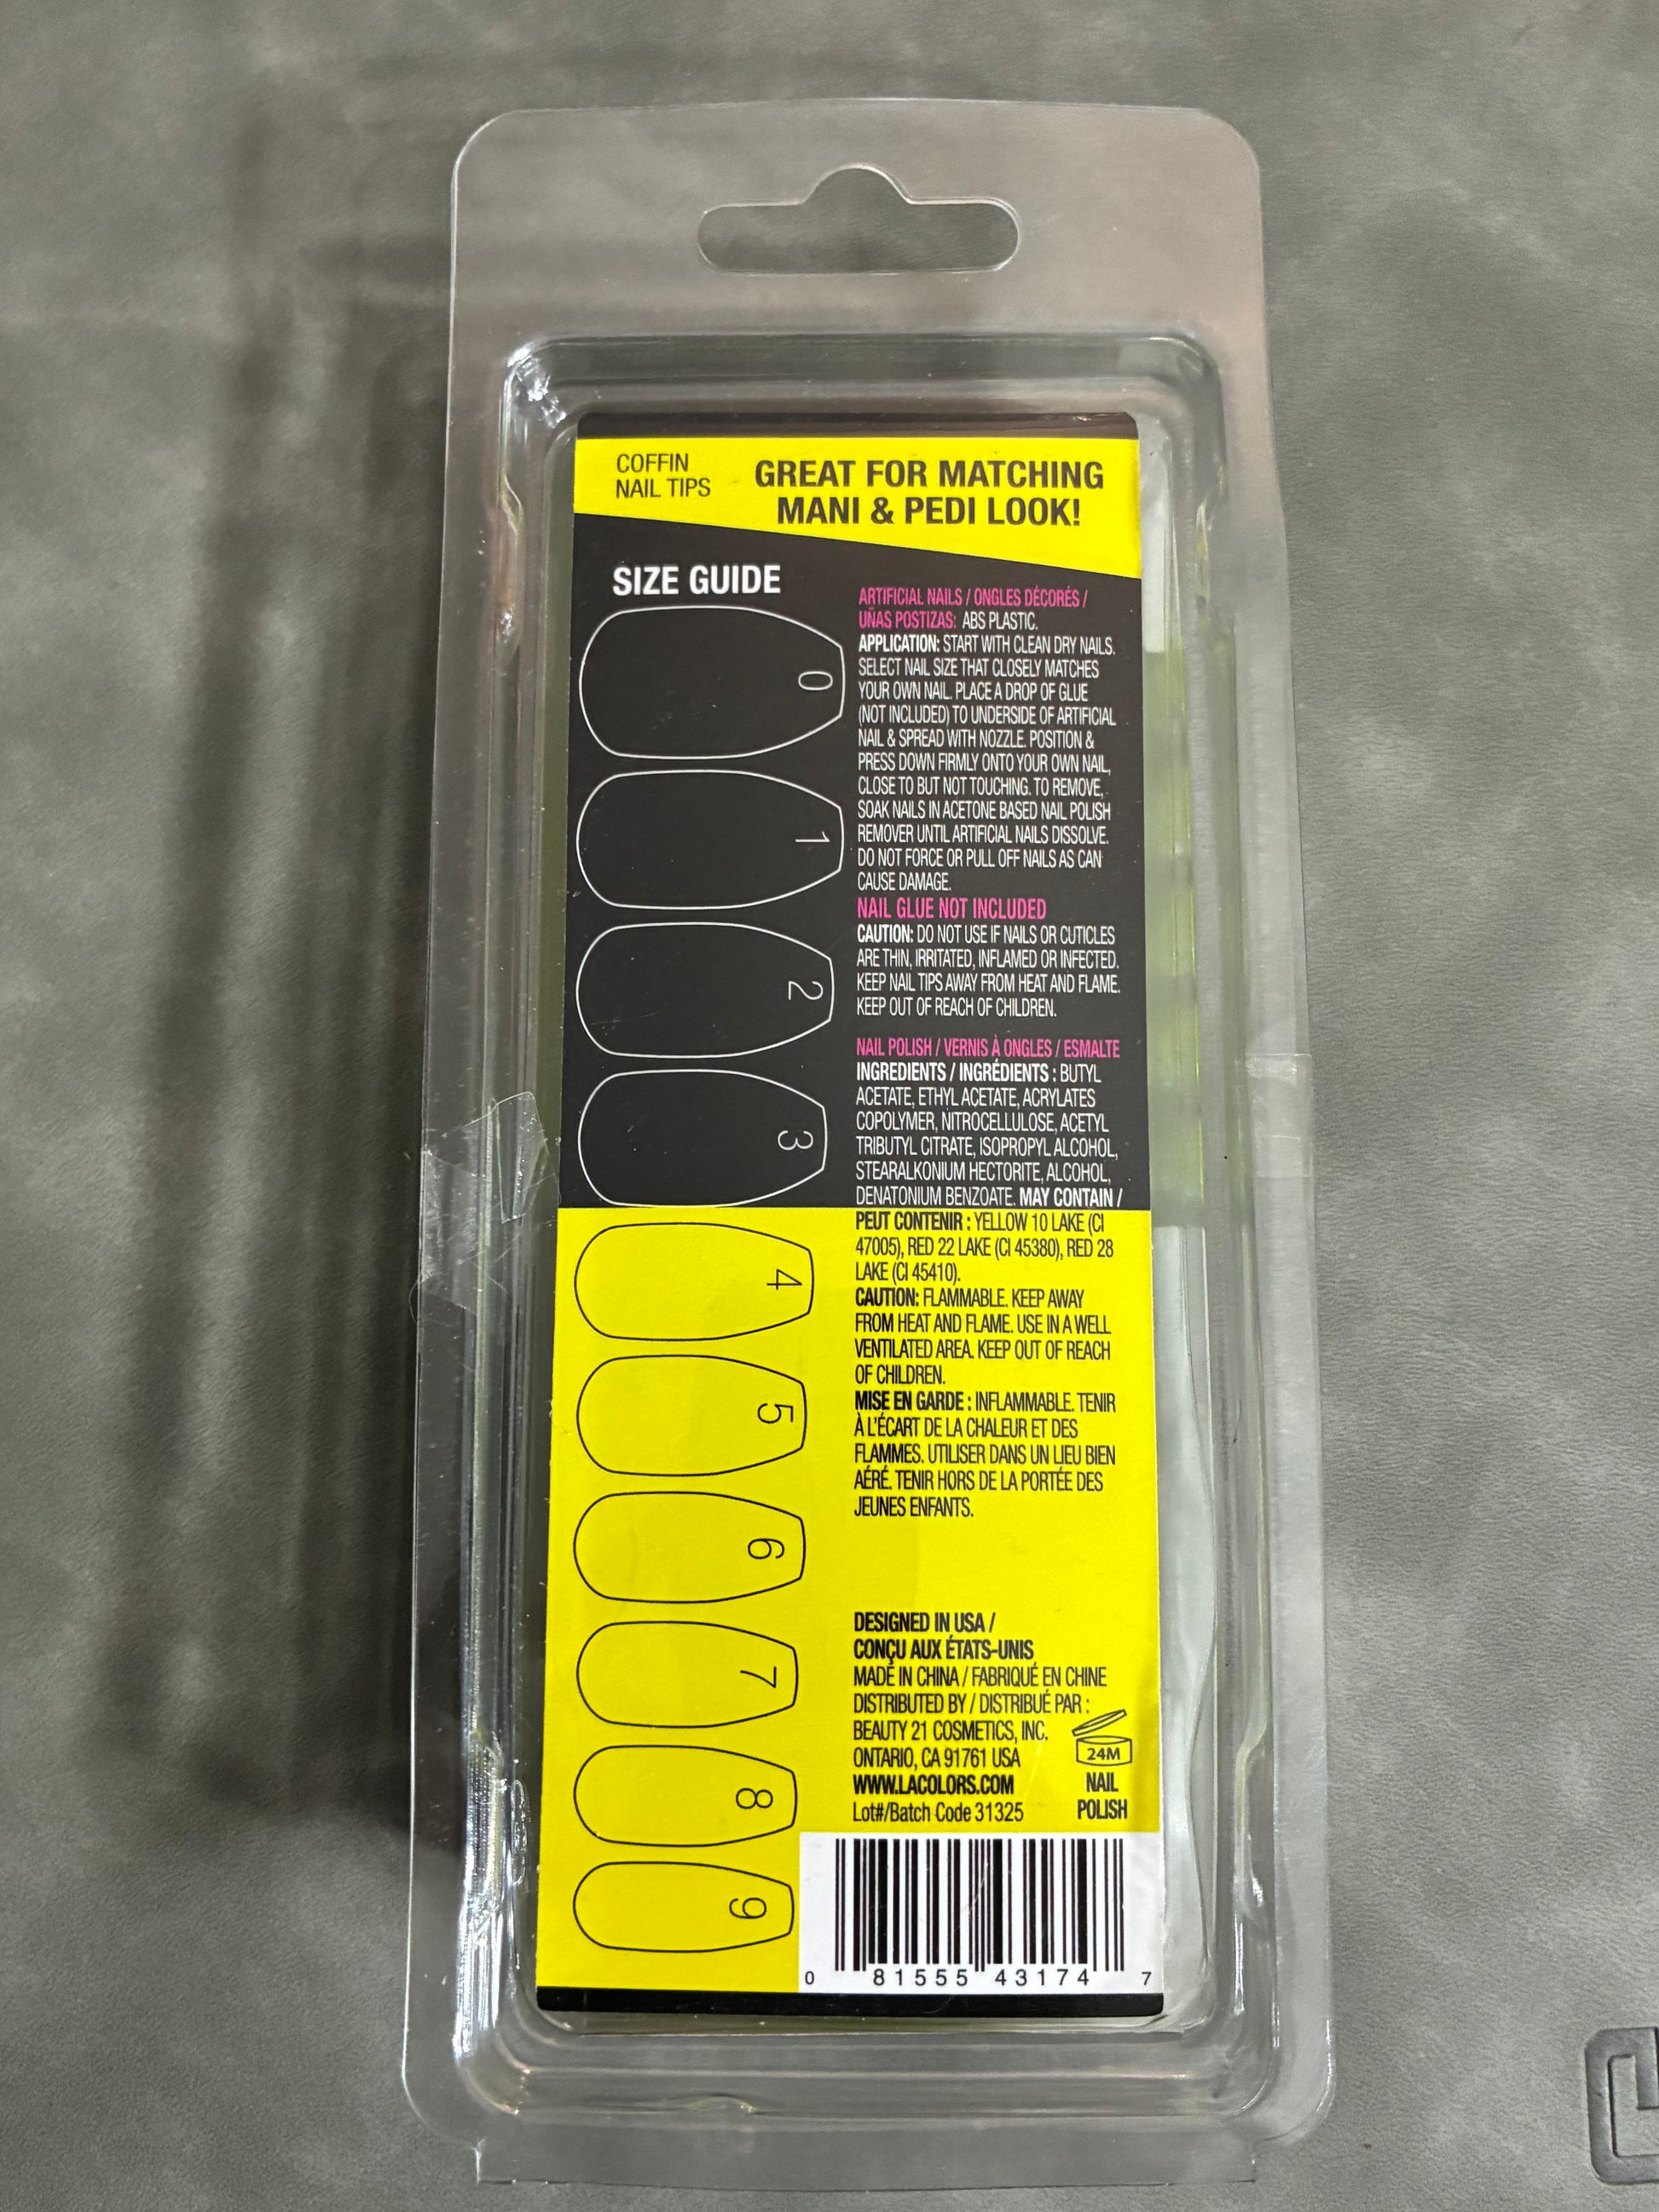 COFFIN
NAIL TIPS
GREAT FOR MATCHING
MANI & PEDI LOOK!
SIZE GUIDE
0
1
2
3
4
5
6
7
8
9
ARTIFICIAL NAILS / ONGLES DÉCORÉS /
UÑAS POSTIZAS: ABS PLASTIC.
APPLICATION: START WITH CLEAN DRY NAILS.
SELECT NAIL SIZE THAT CLOSELY MATCHES
YOUR OWN NAIL. PLACE A DROP OF GLUE
(NOT INCLUDED) TO UNDERSIDE OF ARTIFICIAL
NAIL & SPREAD WITH NOZZLE. POSITION &
PRESS DOWN FIRMLY ONTO YOUR OWN NAIL,
CLOSE TO BUT NOT TOUCHING. TO REMOVE,
SOAK NAILS IN ACETONE BASED NAIL POLISH
REMOVER UNTIL ARTIFICIAL NAILS DISSOLVE.
DO NOT FORCE OR PULL OFF NAILS AS CAN
CAUSE DAMAGE.
NAIL GLUE NOT INCLUDED
CAUTION: DO NOT USE IF NAILS OR CUTICLES
ARE THIN, IRRITATED, INFLAMED OR INFECTED.
KEEP NAIL TIPS AWAY FROM HEAT AND FLAME.
KEEP OUT OF REACH OF CHILDREN.
NAIL POLISH / VERNIS À ONGLES / ESMALTE
INGREDIENTS / INGRÉDIENTS : BUTYL
ACETATE, ETHYL ACETATE, ACRYLATES
COPOLYMER, NITROCELLULOSE, ACETYL
TRIBUTYL CITRATE, ISOPROPYL ALCOHOL,
STEARALKONIUM HECTORITE, ALCOHOL,
DENATONIUM BENZOATE. MAY CONTAIN /
PEUT CONTENIR : YELLOW 10 LAKE (CI
47005), RED 22 LAKE (CI 45380), RED 28
LAKE (CI 45410).
CAUTION: FLAMMABLE. KEEP AWAY
FROM HEAT AND FLAME. USE IN A WELL
VENTILATED AREA. KEEP OUT OF REACH
OF CHILDREN.
MISE EN GARDE : INFLAMMABLE. TENIR
À L'ÉCART DE LA CHALEUR ET DES
FLAMMES. UTILISER DANS UN LIEU BIEN
AÉRÉ. TENIR HORS DE LA PORTÉE DES
JEUNES ENFANTS.
DESIGNED IN USA /
CONÇU AUX ÉTATS-UNIS
MADE IN CHINA / FABRIQUÉ EN CHINE
DISTRIBUTED BY / DISTRIBUÉ PAR :
BEAUTY 21 COSMETICS, INC.
ONTARIO, CA 91761 USA
WWW.LACOLORS.COM
Lot#/Batch Code 31325
24M
NAIL
POLISH
0 81555 43174 7